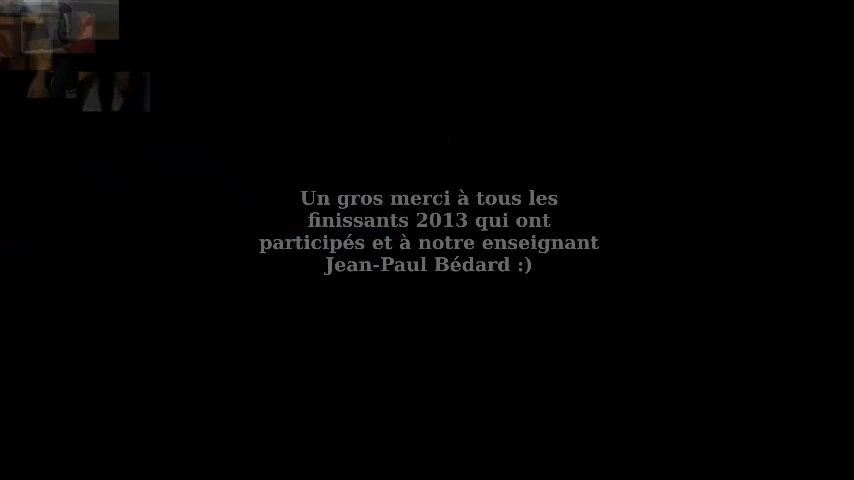 Un gros merci à tous les
finissants 2013 qui ont
participés et à notre enseignant
Jean-Paul Bédard :)